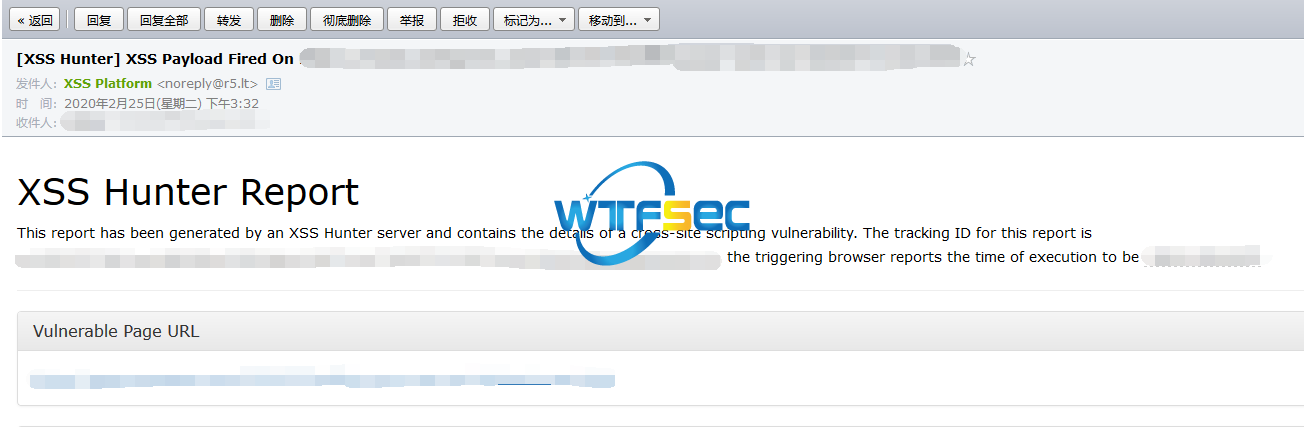 « 返回 回复 回复全部 转发 删除 彻底删除 举报 拒收 标记为... 移动到...
[XSS Hunter] XSS Payload Fired On
发件人: XSS Platform <noreply@r5.lt>
时 间: 2020年2月25日(星期二) 下午3:32
收件人:
WTFSEC
XSS Hunter Report
This report has been generated by an XSS Hunter server and contains the details of a cross-site scripting vulnerability. The tracking ID for this report is
the triggering browser reports the time of execution to be
Vulnerable Page URL